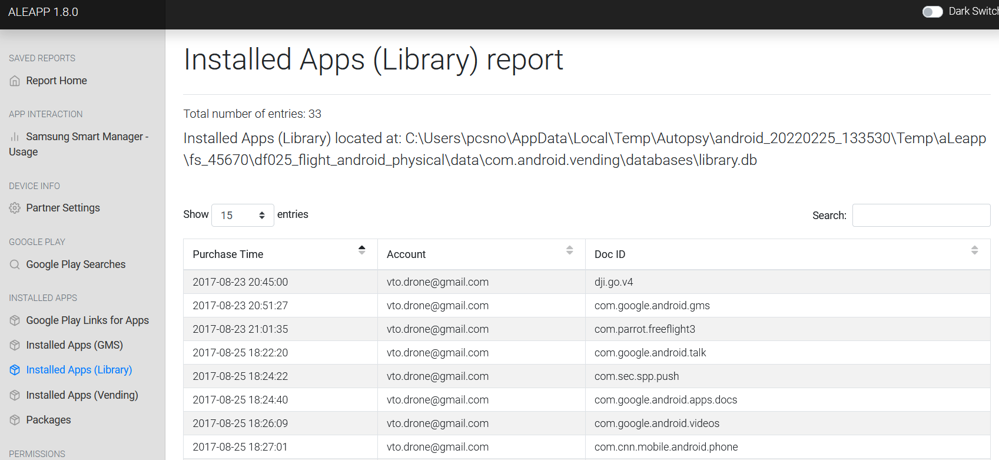 ALEAPP 1.8.0
Dark Switch
SAVED REPORTS
Report Home
APP INTERACTION
Samsung Smart Manager -
Usage
DEVICE INFO
Partner Settings
GOOGLE PLAY
Google Play Searches
INSTALLED APPS
Google Play Links for Apps
Installed Apps (GMS)
Installed Apps (Library)
Installed Apps (Vending)
Packages
PERMISSIONS
Installed Apps (Library) report
Total number of entries: 33
Installed Apps (Library) located at: C:\Users\pcsno\AppData\Local\Temp\Autopsy\android_20220225_133530\Temp\aLeapp
\fs_45670\df025_flight_android_physical\data\com.android.vending\databases\library.db
Show 15 entries Search:
Purchase Time Account Doc ID
2017-08-23 20:45:00 vto.drone@gmail.com dji.go.v4
2017-08-23 20:51:27 vto.drone@gmail.com com.google.android.gms
2017-08-23 21:01:35 vto.drone@gmail.com com.parrot.freeflight3
2017-08-25 18:22:20 vto.drone@gmail.com com.google.android.talk
2017-08-25 18:24:22 vto.drone@gmail.com com.sec.spp.push
2017-08-25 18:24:40 vto.drone@gmail.com com.google.android.apps.docs
2017-08-25 18:26:09 vto.drone@gmail.com com.google.android.videos
2017-08-25 18:27:01 vto.drone@gmail.com com.cnn.mobile.android.phone